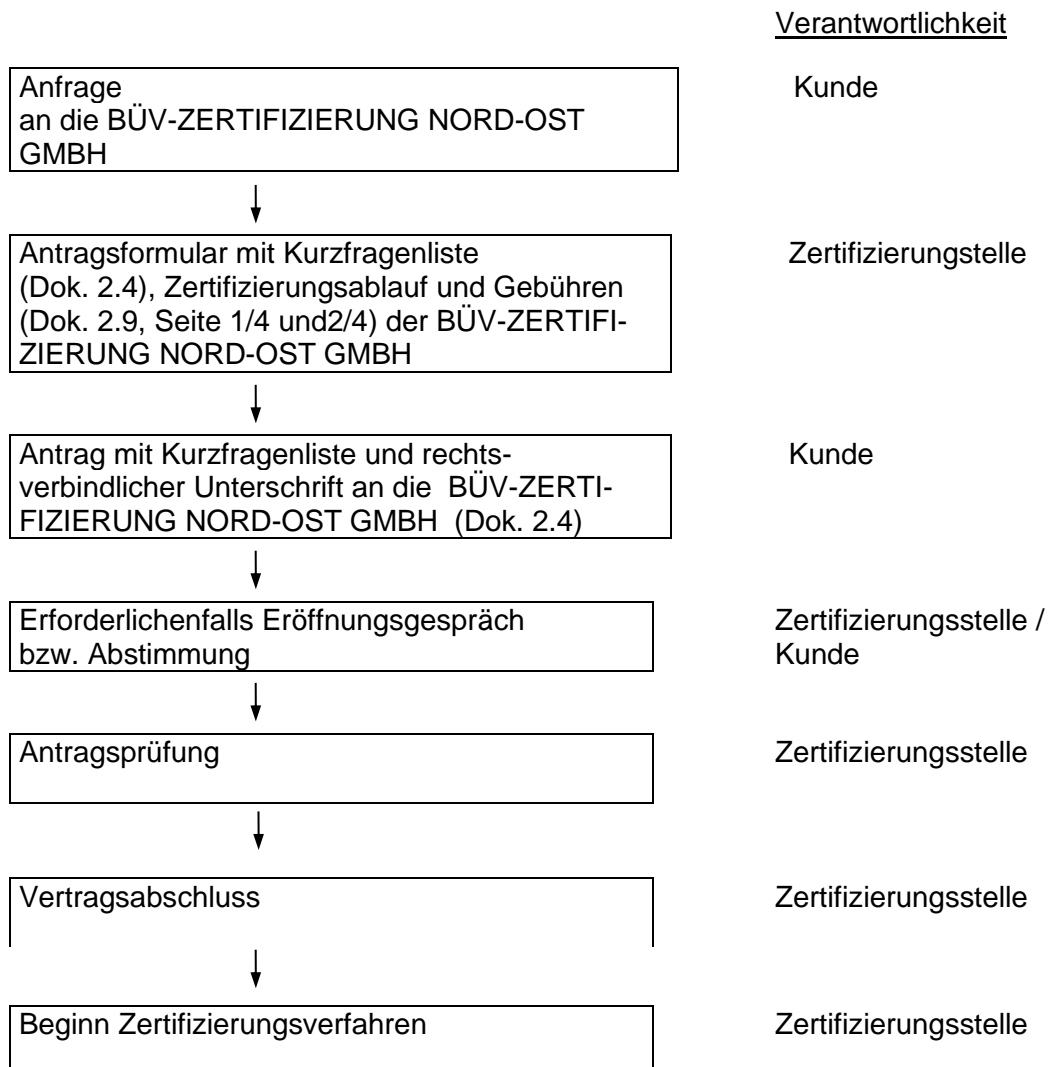 Verantwortlichkeit
Anfrage
an die BÜV-ZERTIFIZIERUNG NORD-OST
GMBH
Kunde
Antragsformular mit Kurzfragenliste
(Dok. 2.4), Zertifizierungsablauf und Gebühren
(Dok. 2.9, Seite 1/4 und2/4) der BÜV-ZERTIFI-
ZIERUNG NORD-OST GMBH
Zertifizierungstelle
Antrag mit Kurzfragenliste und rechts-
verbindlicher Unterschrift an die BÜV-ZERTI-
FIZIERUNG NORD-OST GMBH (Dok. 2.4)
Kunde
Erforderlichenfalls Eröffnungsgespräch
bzw. Abstimmung
Zertifizierungsstelle /
Kunde
Antragsprüfung
Zertifizierungsstelle
Vertragsabschluss
Zertifizierungsstelle
Beginn Zertifizierungsverfahren
Zertifizierungsstelle